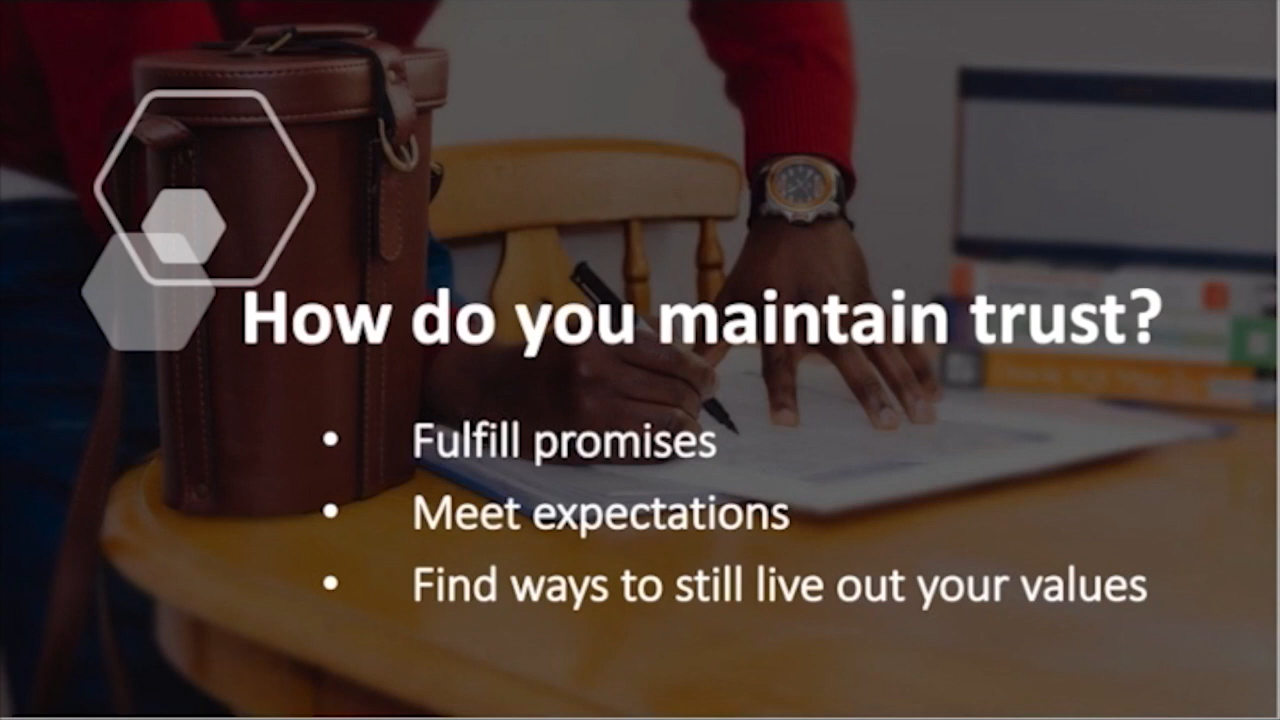 How do you maintain trust?
• Fulfill promises
• Meet expectations
• Find ways to still live out your values